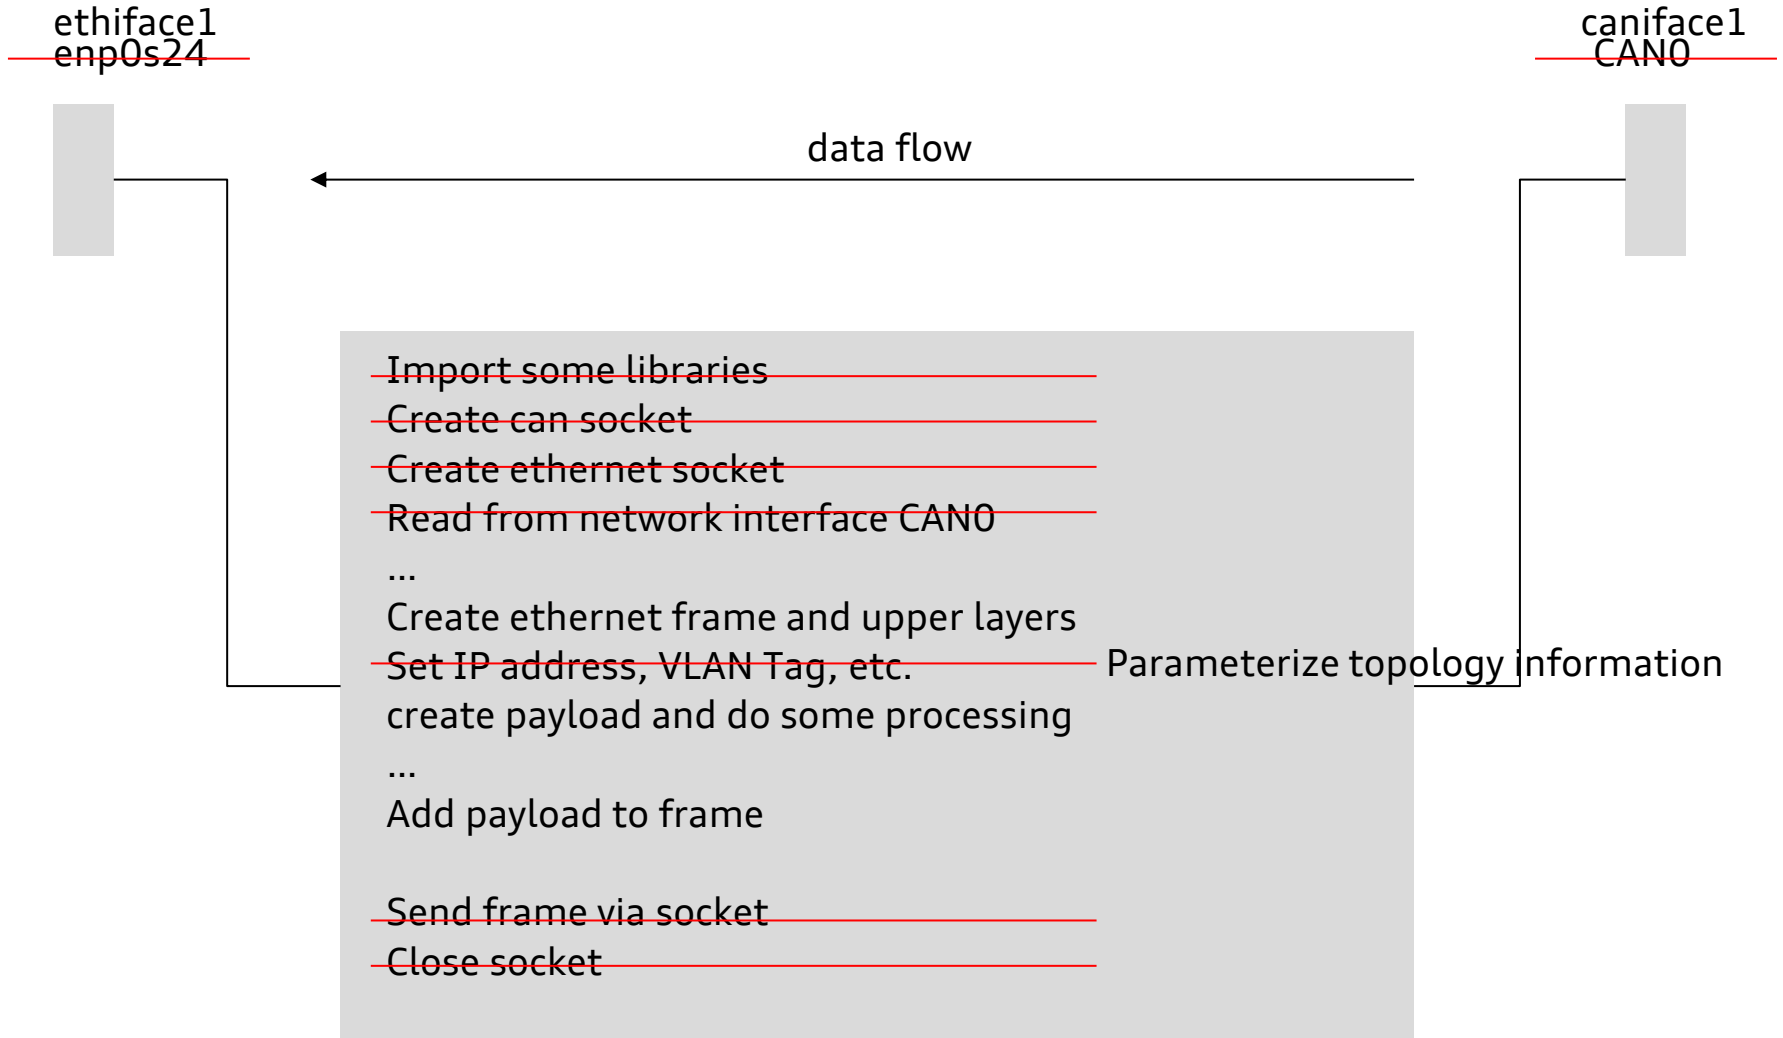 ethiface1
enp0s24
caniface1
CAN0
data flow
Import some libraries
Create can socket
Create ethernet socket
Read from network interface CAN0
...
Create ethernet frame and upper layers
Set IP address, VLAN Tag, etc.
Parameterize topology information
create payload and do some processing
...
Add payload to frame
Send frame via socket
Close socket